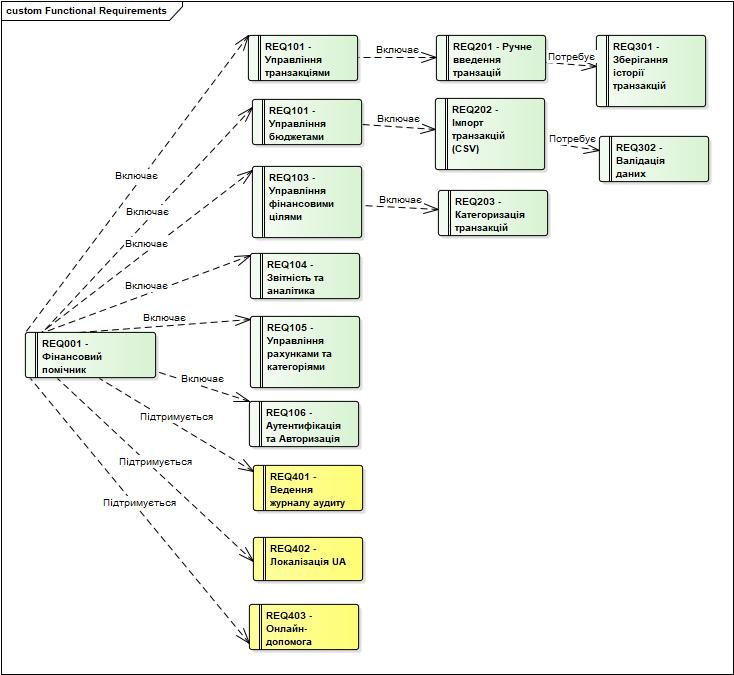 custom Functional Requirements
REQ101 -
Управління
транзакціями
Включає
REQ201 - Ручне
введення
транзацій
Потребує
REQ301 -
Зберігання
історії
транзакцій
REQ101 -
Управління
бюджетами
Включає
REQ202 -
Імпорт
транзакцій
(CSV)
Потребує
REQ302 -
Валідація
даних
REQ103 -
Управління
фінансовими
цілями
Включає
REQ203 -
Категоризація
транзакцій
Включає
Включає
Включає
REQ104 -
Звітність та
аналітика
Включає
REQ105 -
Управління
рахунками та
категоріями
Включає
REQ001 -
Фінансовий
помічник
Включає
REQ106 -
Аутентифікація
та Авторизація
Підтримується
REQ401 -
Ведення
журналу аудиту
Підтримується
REQ402 -
Локалізація UA
Підтримується
REQ403 -
Онлайн-
допомога